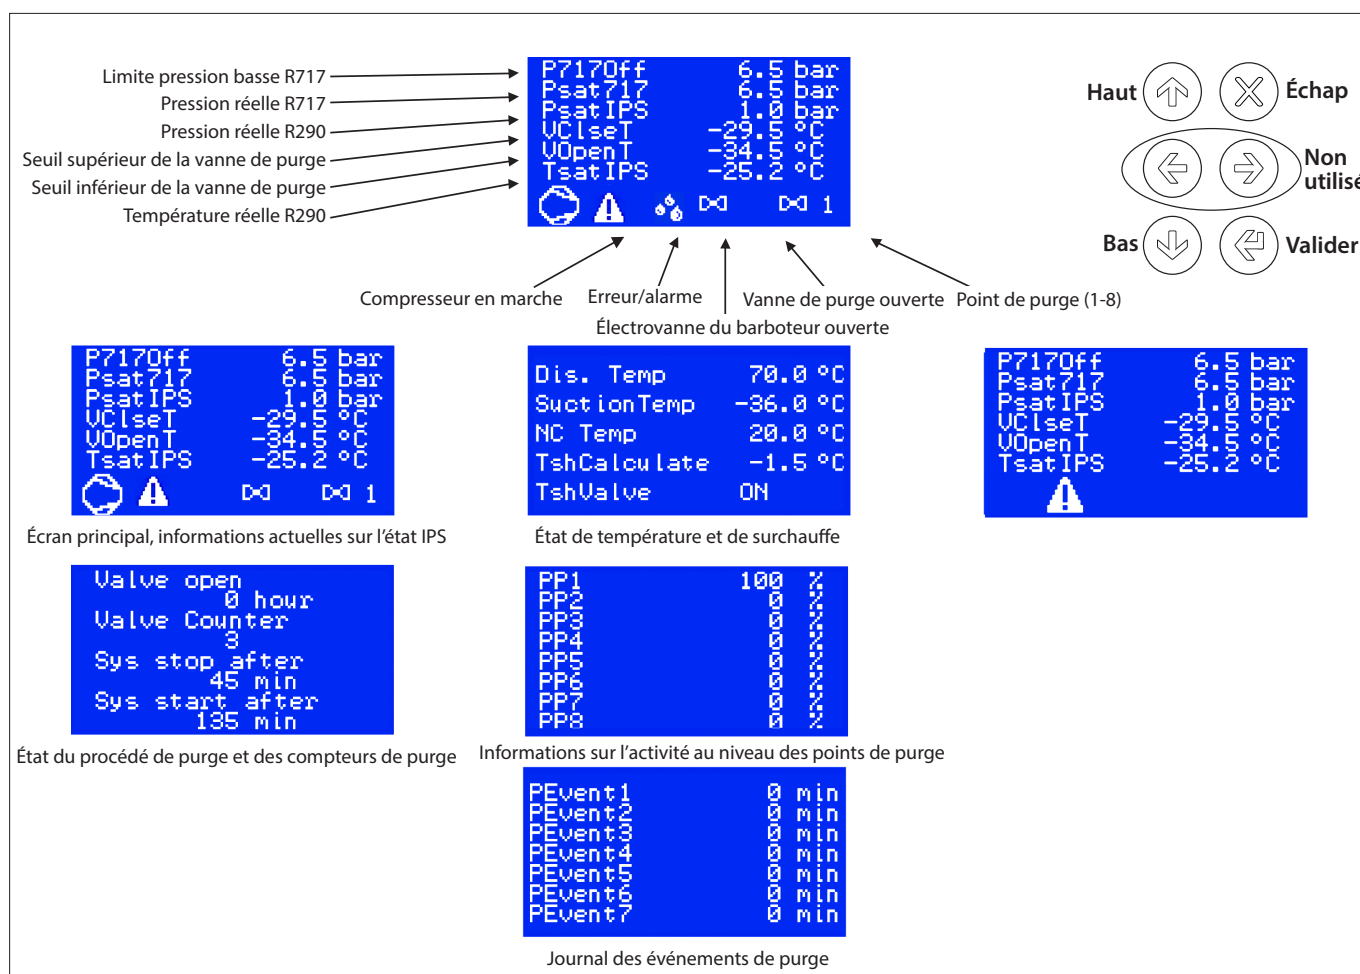 Limite pression basse R717
Pression réelle R717
Pression réelle R290
Seuil supérieur de la vanne de purge
Seuil inférieur de la vanne de purge
Température réelle R290
P717Off 6.5 bar
Psat717 6.5 bar
PsatIPS 1.0 bar
VClseT -29.5 °C
VOpenT -34.5 °C
TsatIPS -25.2 °C
1
Haut
Échap
Non
utilisé
Bas
Valider
Compresseur en marche
Erreur/alarme
Vanne de purge ouverte
Point de purge (1-8)
Électrovanne du barboteur ouverte
P717Off 6.5 bar
Psat717 6.5 bar
PsatIPS 1.0 bar
VClseT -29.5 °C
VOpenT -34.5 °C
TsatIPS -25.2 °C
1
Écran principal, informations actuelles sur l’état IPS
Dis. Temp 70.0 °C
SuctionTemp -36.0 °C
NC Temp 20.0 °C
TshCalculate -1.5 °C
TshValve ON
État de température et de surchauffe
P717Off 6.5 bar
Psat717 6.5 bar
PsatIPS 1.0 bar
VClseT -29.5 °C
VOpenT -34.5 °C
TsatIPS -25.2 °C
Valve open
0 hour
Valve Counter
3
Sys stop after
45 min
Sys start after
135 min
État du procédé de purge et des compteurs de purge
PP1 100 %
PP2 0 %
PP3 0 %
PP4 0 %
PP5 0 %
PP6 0 %
PP7 0 %
PP8 0 %
Informations sur l’activité au niveau des points de purge
PEvent1 0 min
PEvent2 0 min
PEvent3 0 min
PEvent4 0 min
PEvent5 0 min
PEvent6 0 min
PEvent7 0 min
Journal des événements de purge